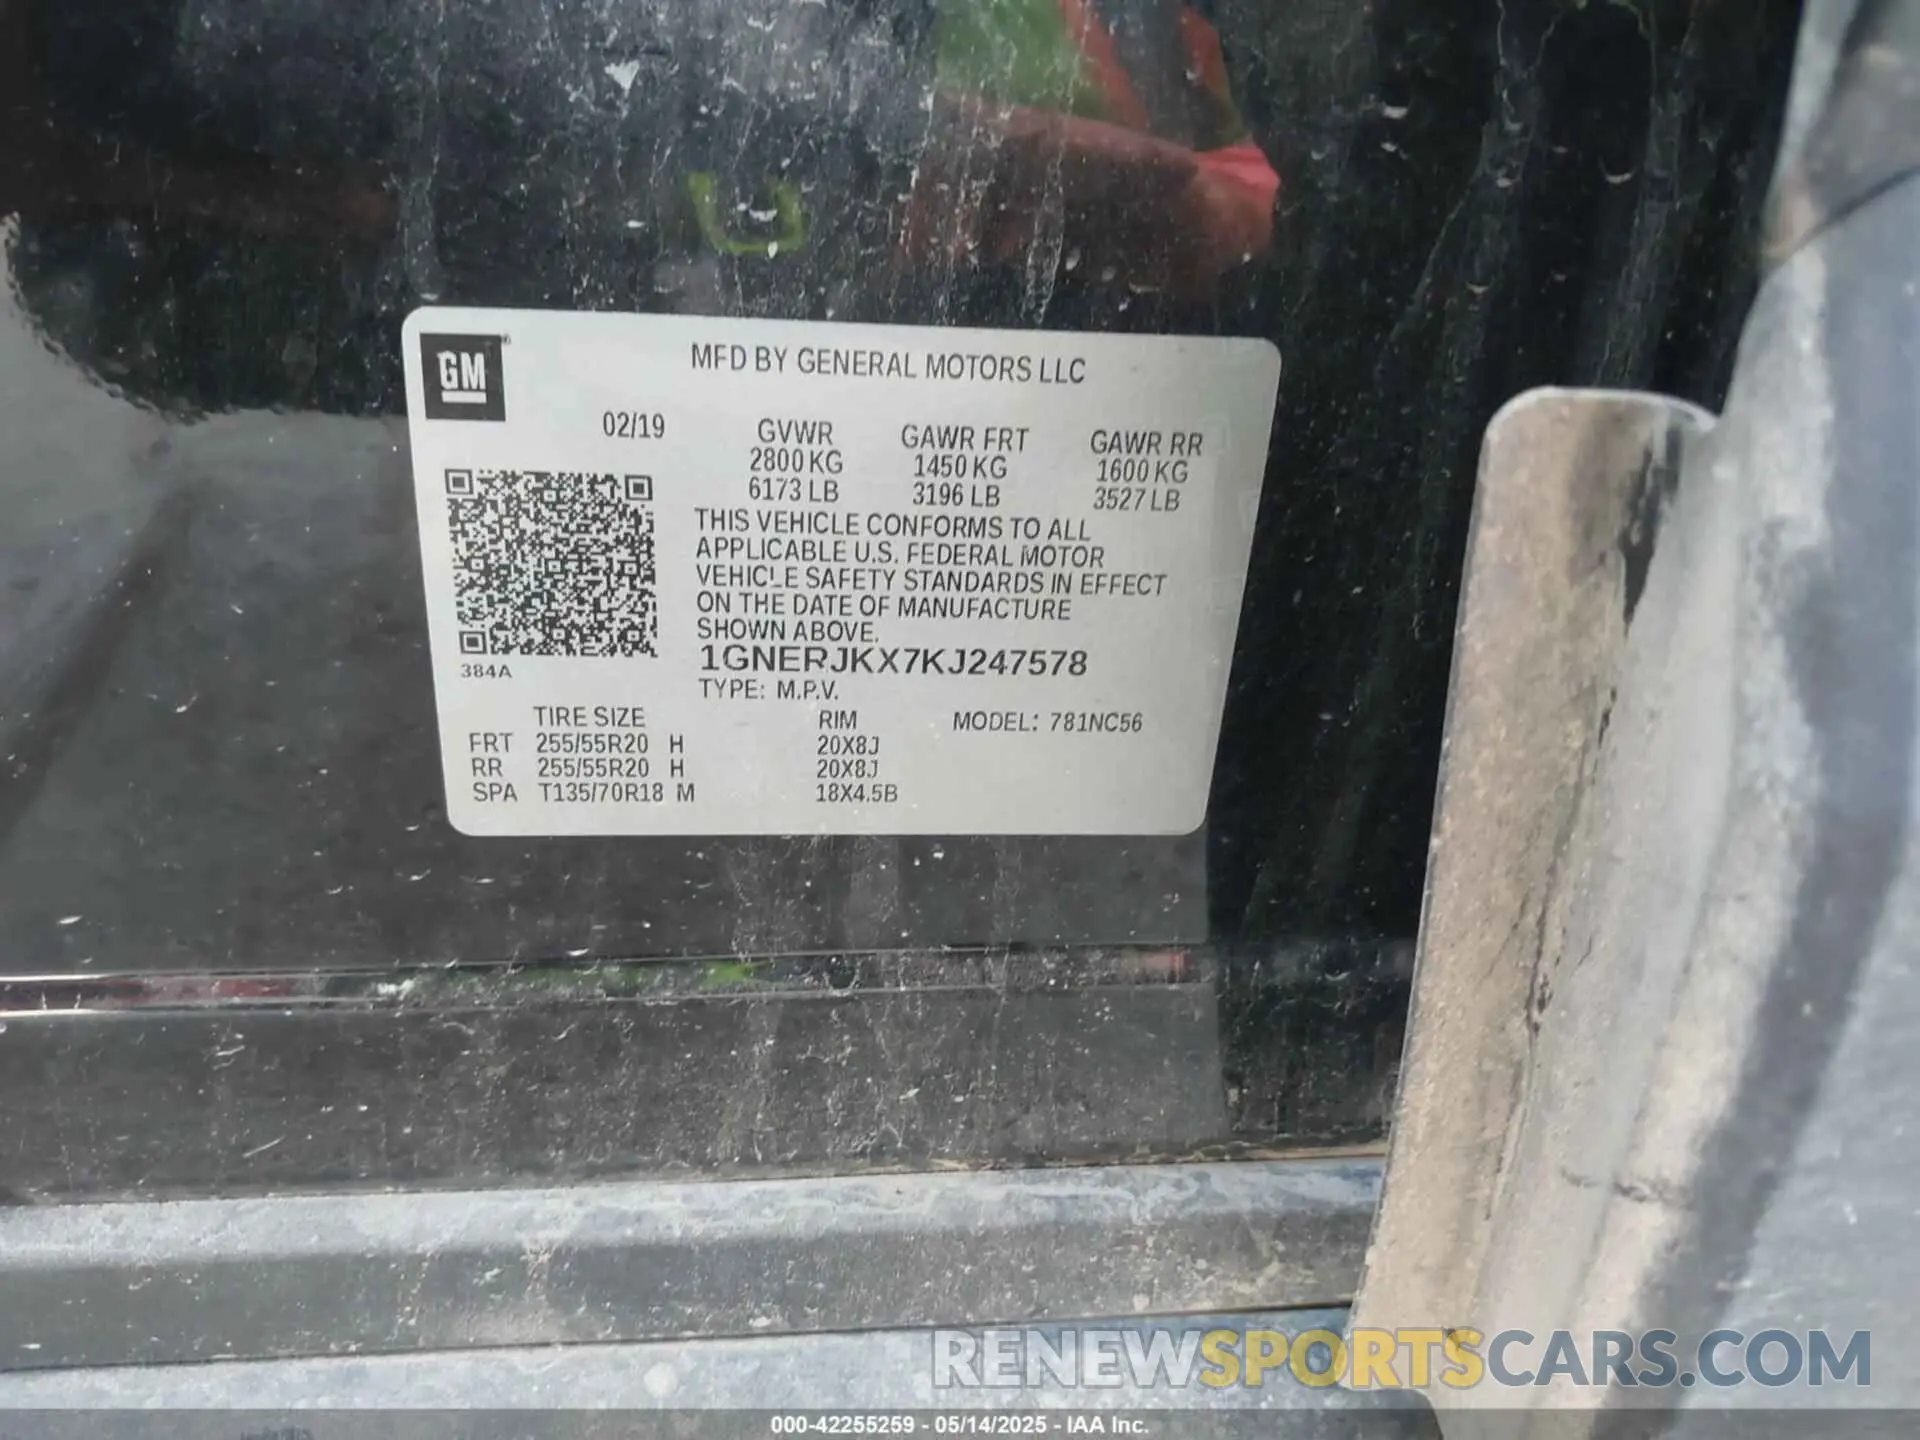 GM
MFD BY GENERAL MOTORS LLC
02/19 GVWR GAWR FRT GAWR RR
2800 KG 1450 KG 1600 KG
6173 LB 3196 LB 3527 LB
THIS VEHICLE CONFORMS TO ALL
APPLICABLE U.S. FEDERAL MOTOR
VEHICLE SAFETY STANDARDS IN EFFECT
ON THE DATE OF MANUFACTURE
SHOWN ABOVE.
1GNERJKX7KJ247578
384A
TYPE: M.P.V.
TIRE SIZE RIM MODEL: 781NC56
FRT 255/55R20 H 20X8J
RR 255/55R20 H 20X8J
SPA T135/70R18 M 18X4.5B
RENEWSPORTSCARS.COM
000-42255259 - 05/14/2025 - IAA Inc.